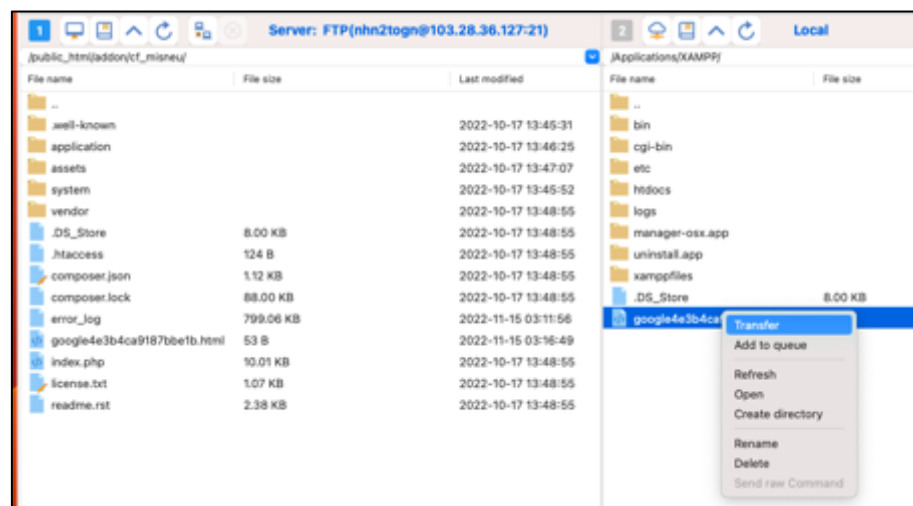 1 Server: FTP(nhn2togn@103.28.36.127:21)
/public_html/addon/cf_misneu/
File name File size Last modified
..
.well-known 2022-10-17 13:45:31
application 2022-10-17 13:46:25
assets 2022-10-17 13:47:07
system 2022-10-17 13:45:52
vendor 2022-10-17 13:48:55
.DS_Store 8.00 KB 2022-10-17 13:48:55
.htaccess 124 B 2022-10-17 13:48:55
composer.json 1.12 KB 2022-10-17 13:48:55
composer.lock 88.00 KB 2022-10-17 13:48:55
error_log 799.06 KB 2022-11-15 03:11:56
google4e3b4ca9187bbe1b.html 53 B 2022-11-15 03:16:49
index.php 10.01 KB 2022-10-17 13:48:55
license.txt 1.07 KB 2022-10-17 13:48:55
readme.rst 2.38 KB 2022-10-17 13:48:55
2 Local
/Applications/XAMPP/
File name File size
..
bin
cgi-bin
etc
htdocs
logs
manager-osx.app
uninstall.app
xamppfiles
.DS_Store 8.00 KB
google4e3b4ca9
Transfer
Add to queue
Refresh
Open
Create directory
Rename
Delete
Send raw Command